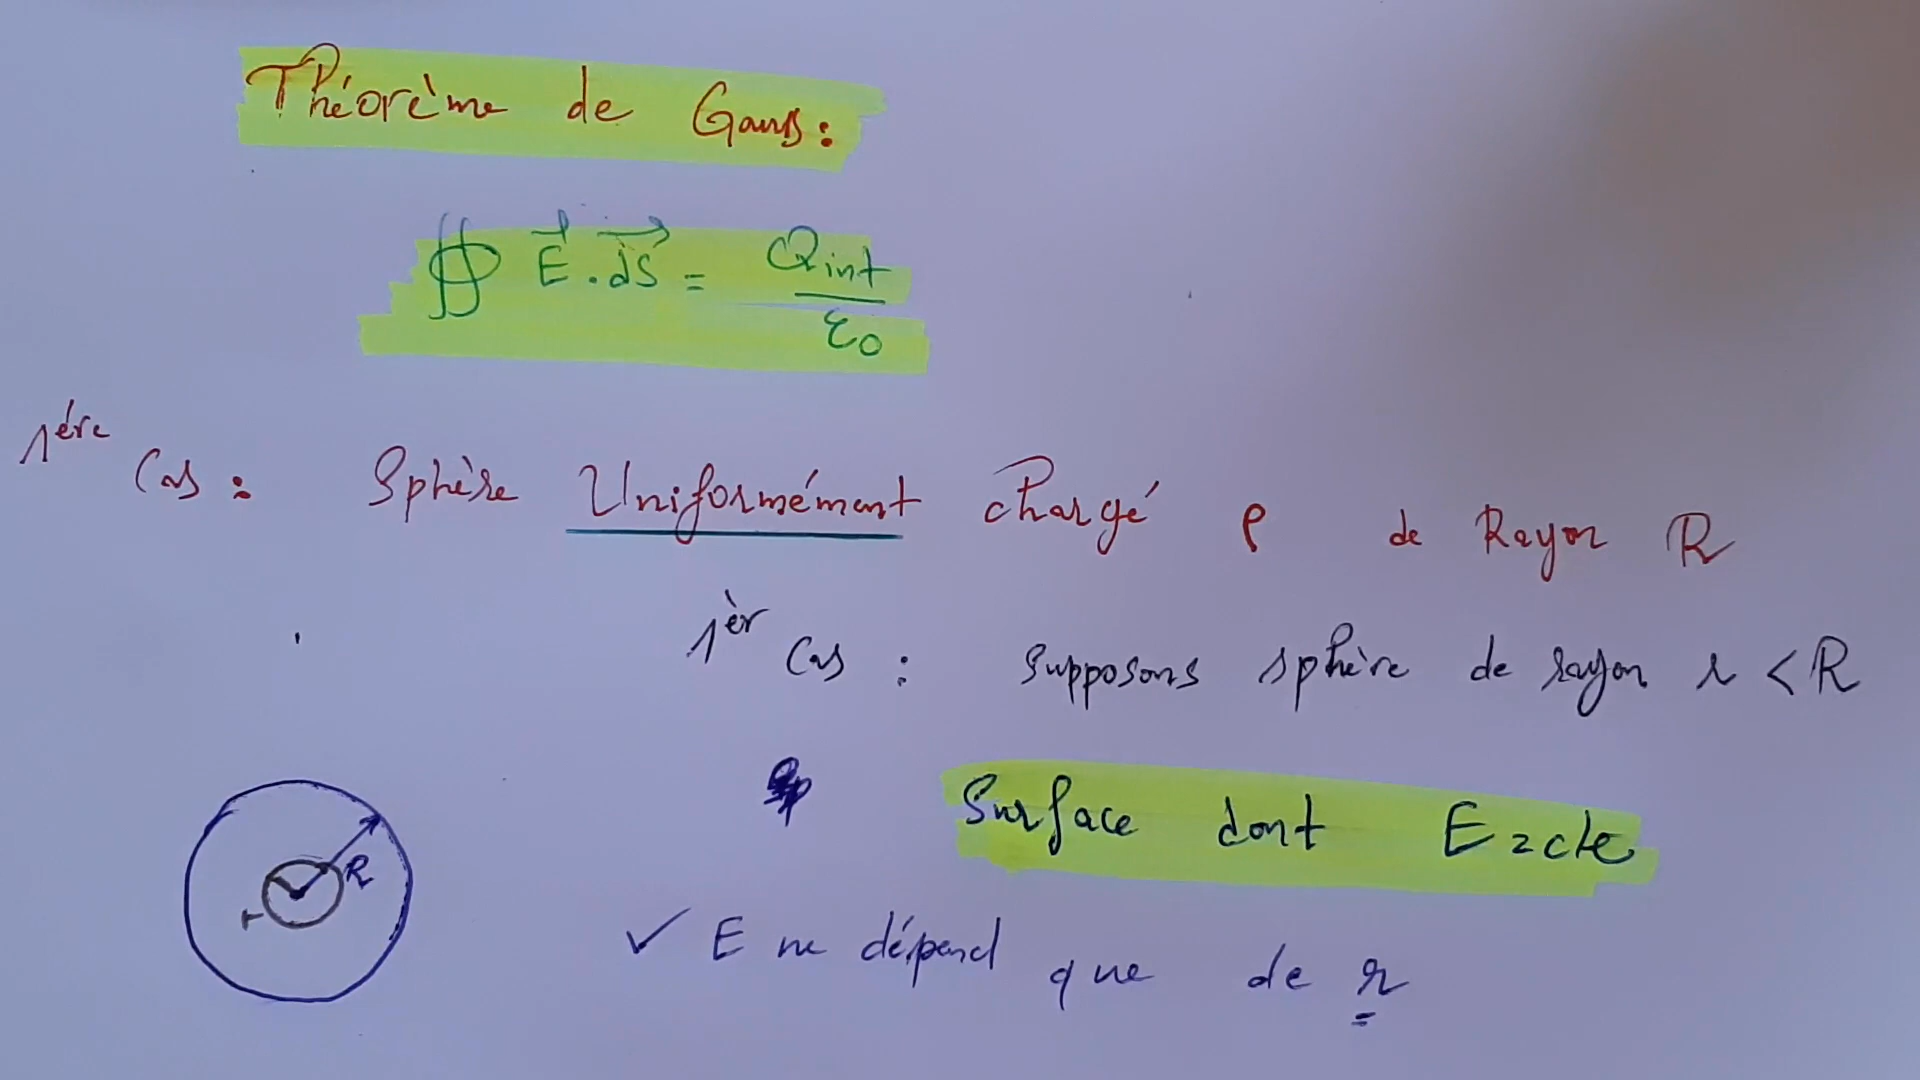 Théorème de Gauss :
∯ E⃗ . dS⃗ = Qint / ε0
1ére Cas : Sphère Uniformément chargé ρ de Rayon R
1èr Cas : supposons sphère de rayon r < R
Surface dont E = cte
R
r
✓ E ne dépend que de r